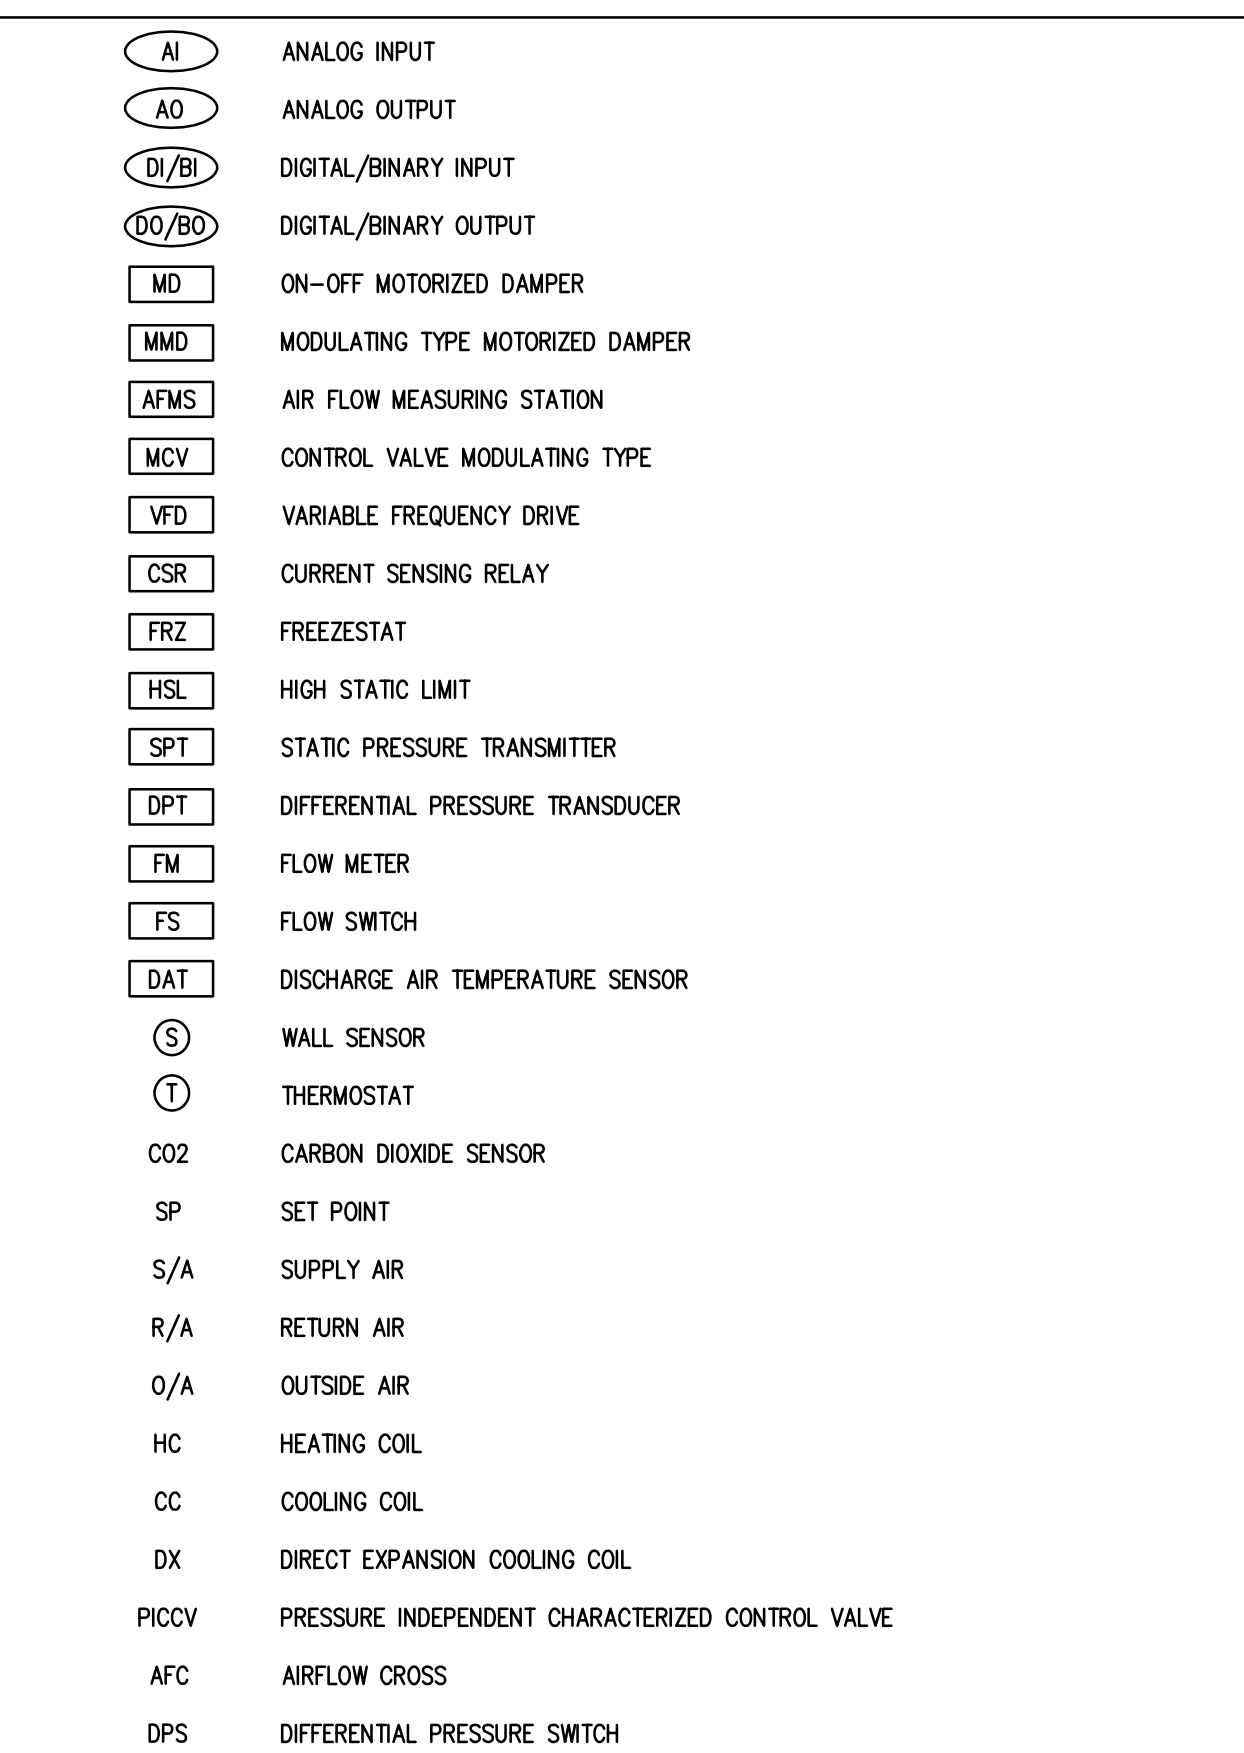 AI ANALOG INPUT
AO ANALOG OUTPUT
DI/BI DIGITAL/BINARY INPUT
DO/BO DIGITAL/BINARY OUTPUT
MD ON-OFF MOTORIZED DAMPER
MMD MODULATING TYPE MOTORIZED DAMPER
AFMS AIR FLOW MEASURING STATION
MCV CONTROL VALVE MODULATING TYPE
VFD VARIABLE FREQUENCY DRIVE
CSR CURRENT SENSING RELAY
FRZ FREEZESTAT
HSL HIGH STATIC LIMIT
SPT STATIC PRESSURE TRANSMITTER
DPT DIFFERENTIAL PRESSURE TRANSDUCER
FM FLOW METER
FS FLOW SWITCH
DAT DISCHARGE AIR TEMPERATURE SENSOR
S WALL SENSOR
T THERMOSTAT
CO2 CARBON DIOXIDE SENSOR
SP SET POINT
S/A SUPPLY AIR
R/A RETURN AIR
O/A OUTSIDE AIR
HC HEATING COIL
CC COOLING COIL
DX DIRECT EXPANSION COOLING COIL
PICCV PRESSURE INDEPENDENT CHARACTERIZED CONTROL VALVE
AFC AIRFLOW CROSS
DPS DIFFERENTIAL PRESSURE SWITCH